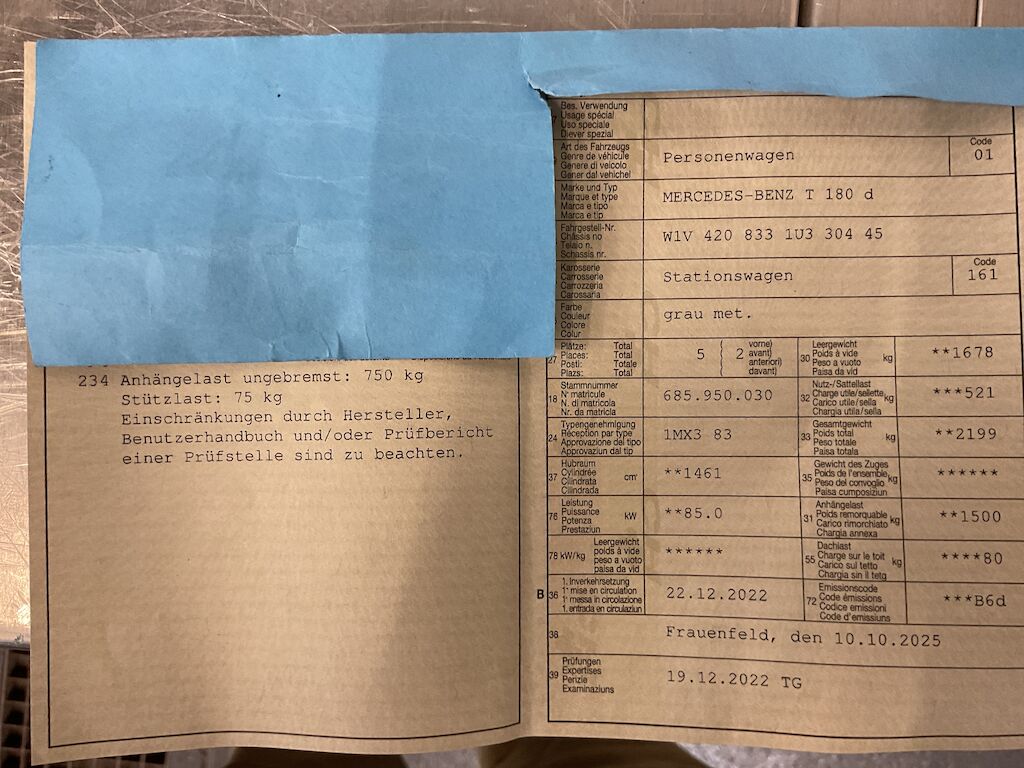 234 Anhängelast ungebremst: 750 kg
Stützlast: 75 kg
Einschränkungen durch Hersteller,
Benutzerhandbuch und/oder Prüfbericht
einer Prüfstelle sind zu beachten.
Bes. Verwendung
Usage spécial
Uso speciale
Diever spezial
Art des Fahrzeugs
Genre de véhicule
Genere di veicolo
Gener dal vehichel
Personenwagen
Code
01
Marke und Typ
Marque et type
Marca e tipo
Marca e tip
MERCEDES-BENZ T 180 d
Fahrgestell-Nr.
Châssis no
Telaio n.
Schassis nr.
W1V 420 833 1U3 304 45
Karosserie
Carrosserie
Carrozzeria
Carossaria
Stationswagen
Code
161
Farbe
Couleur
Colore
Colur
grau met.
27
Plätze: Total
Places: Total
Posti: Totale
Plazs: Total
5 ( 2
vorne)
avant)
anteriori)
davant)
30
Leergewicht
Poids à vide
Peso a vuoto
Paisa da vid
kg
**1678
18
Stammnummer
N° matricule
N. di matricola
Nr. da matricla
685.950.030
32
Nutz-/Sattellast
Charge utile/sellette
Carico utile/sella
Chargia utila/sella
kg
***521
24
Typengenehmigung
Réception par type
Approvazione del tipo
Approvaziun dal tip
1MX3 83
33
Gesamtgewicht
Poids total
Peso totale
Paisa totala
kg
**2199
37
Hubraum
Cylindrée
Cilindrata
Cilindrada
cm³
**1461
35
Gewicht des Zuges
Poids de l'ensemble
Peso del convoglio
Paisa cumposiziun
kg
******
76
Leistung
Puissance
Potenza
Prestaziun
kW
**85.0
31
Anhängelast
Poids remorquable
Carico rimorchiato
Chargia annexa
kg
**1500
78 kW/kg
Leergewicht
poids à vide
peso a vuoto
paisa da vid
******
55
Dachlast
Charge sur le toit
Carico sul tetto
Chargia sin il tetg
kg
****80
B 36
1. Inverkehrsetzung
1re mise en circulation
1a messa in circolazione
1. entrada en circulaziun
22.12.2022
72
Emissionscode
Code émissions
Codice emissioni
Code d'emissiuns
***B6d
38
Frauenfeld, den 10.10.2025
39
Prüfungen
Expertises
Perizie
Examinaziuns
19.12.2022 TG